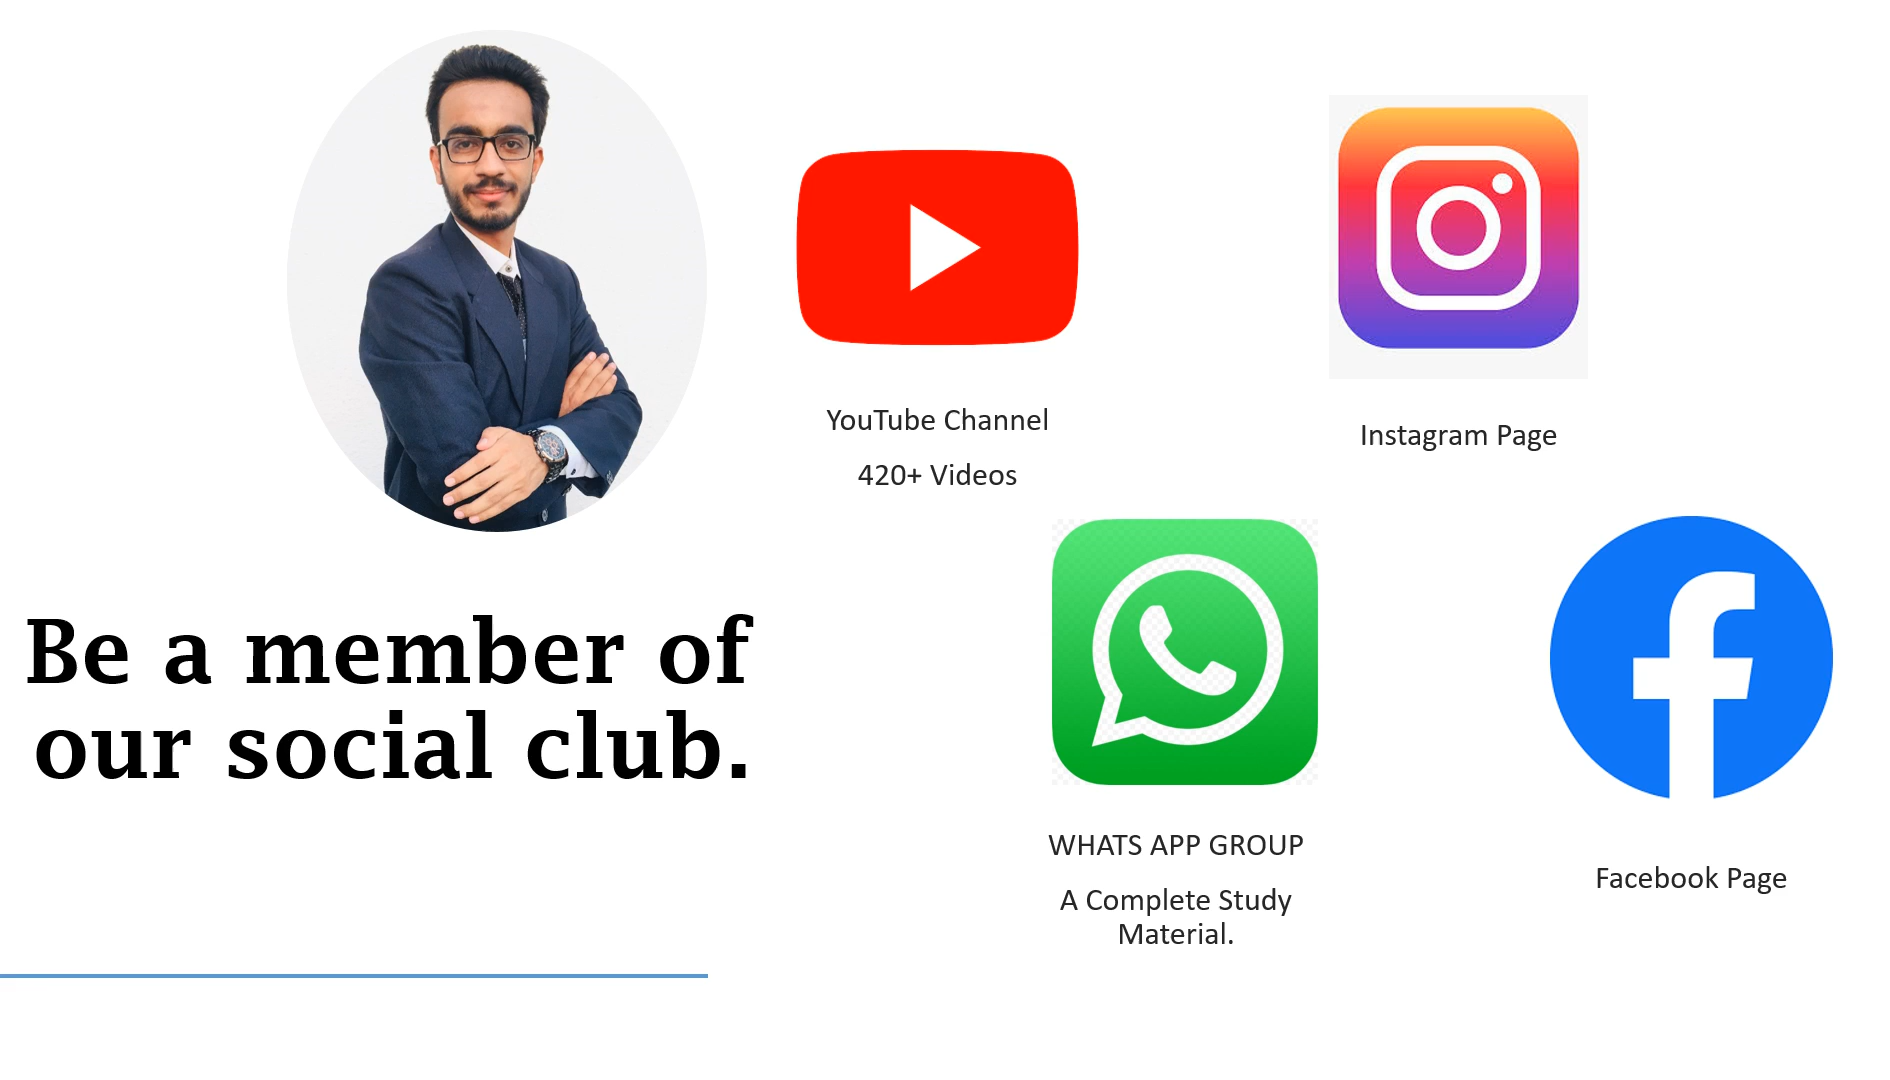 Be a member of
our social club.
YouTube Channel
420+ Videos
Instagram Page
WHATS APP GROUP
A Complete Study
Material.
Facebook Page